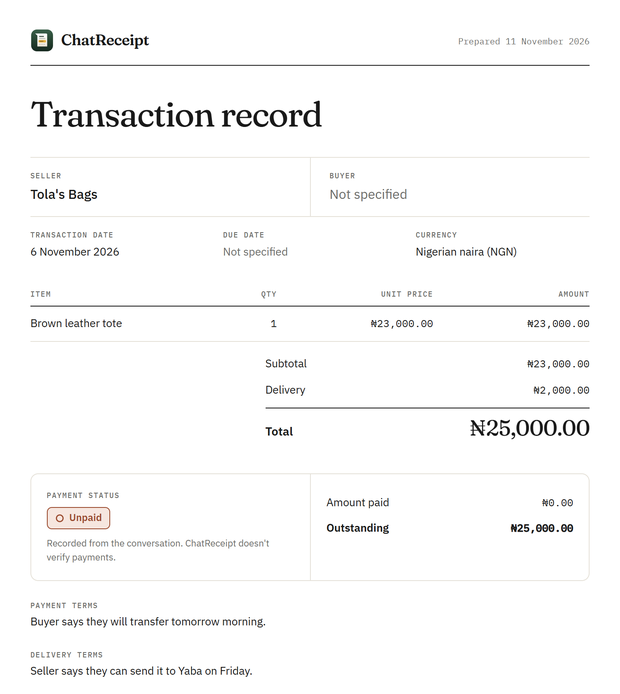 ChatReceipt
Prepared 11 November 2026
Transaction record
SELLER
Tola's Bags
BUYER
Not specified
TRANSACTION DATE
6 November 2026
DUE DATE
Not specified
CURRENCY
Nigerian naira (NGN)
ITEM QTY UNIT PRICE AMOUNT
Brown leather tote 1 ₦23,000.00 ₦23,000.00
Subtotal ₦23,000.00
Delivery ₦2,000.00
Total ₦25,000.00
PAYMENT STATUS
Unpaid
Recorded from the conversation. ChatReceipt doesn't
verify payments.
Amount paid ₦0.00
Outstanding ₦25,000.00
PAYMENT TERMS
Buyer says they will transfer tomorrow morning.
DELIVERY TERMS
Seller says they can send it to Yaba on Friday.